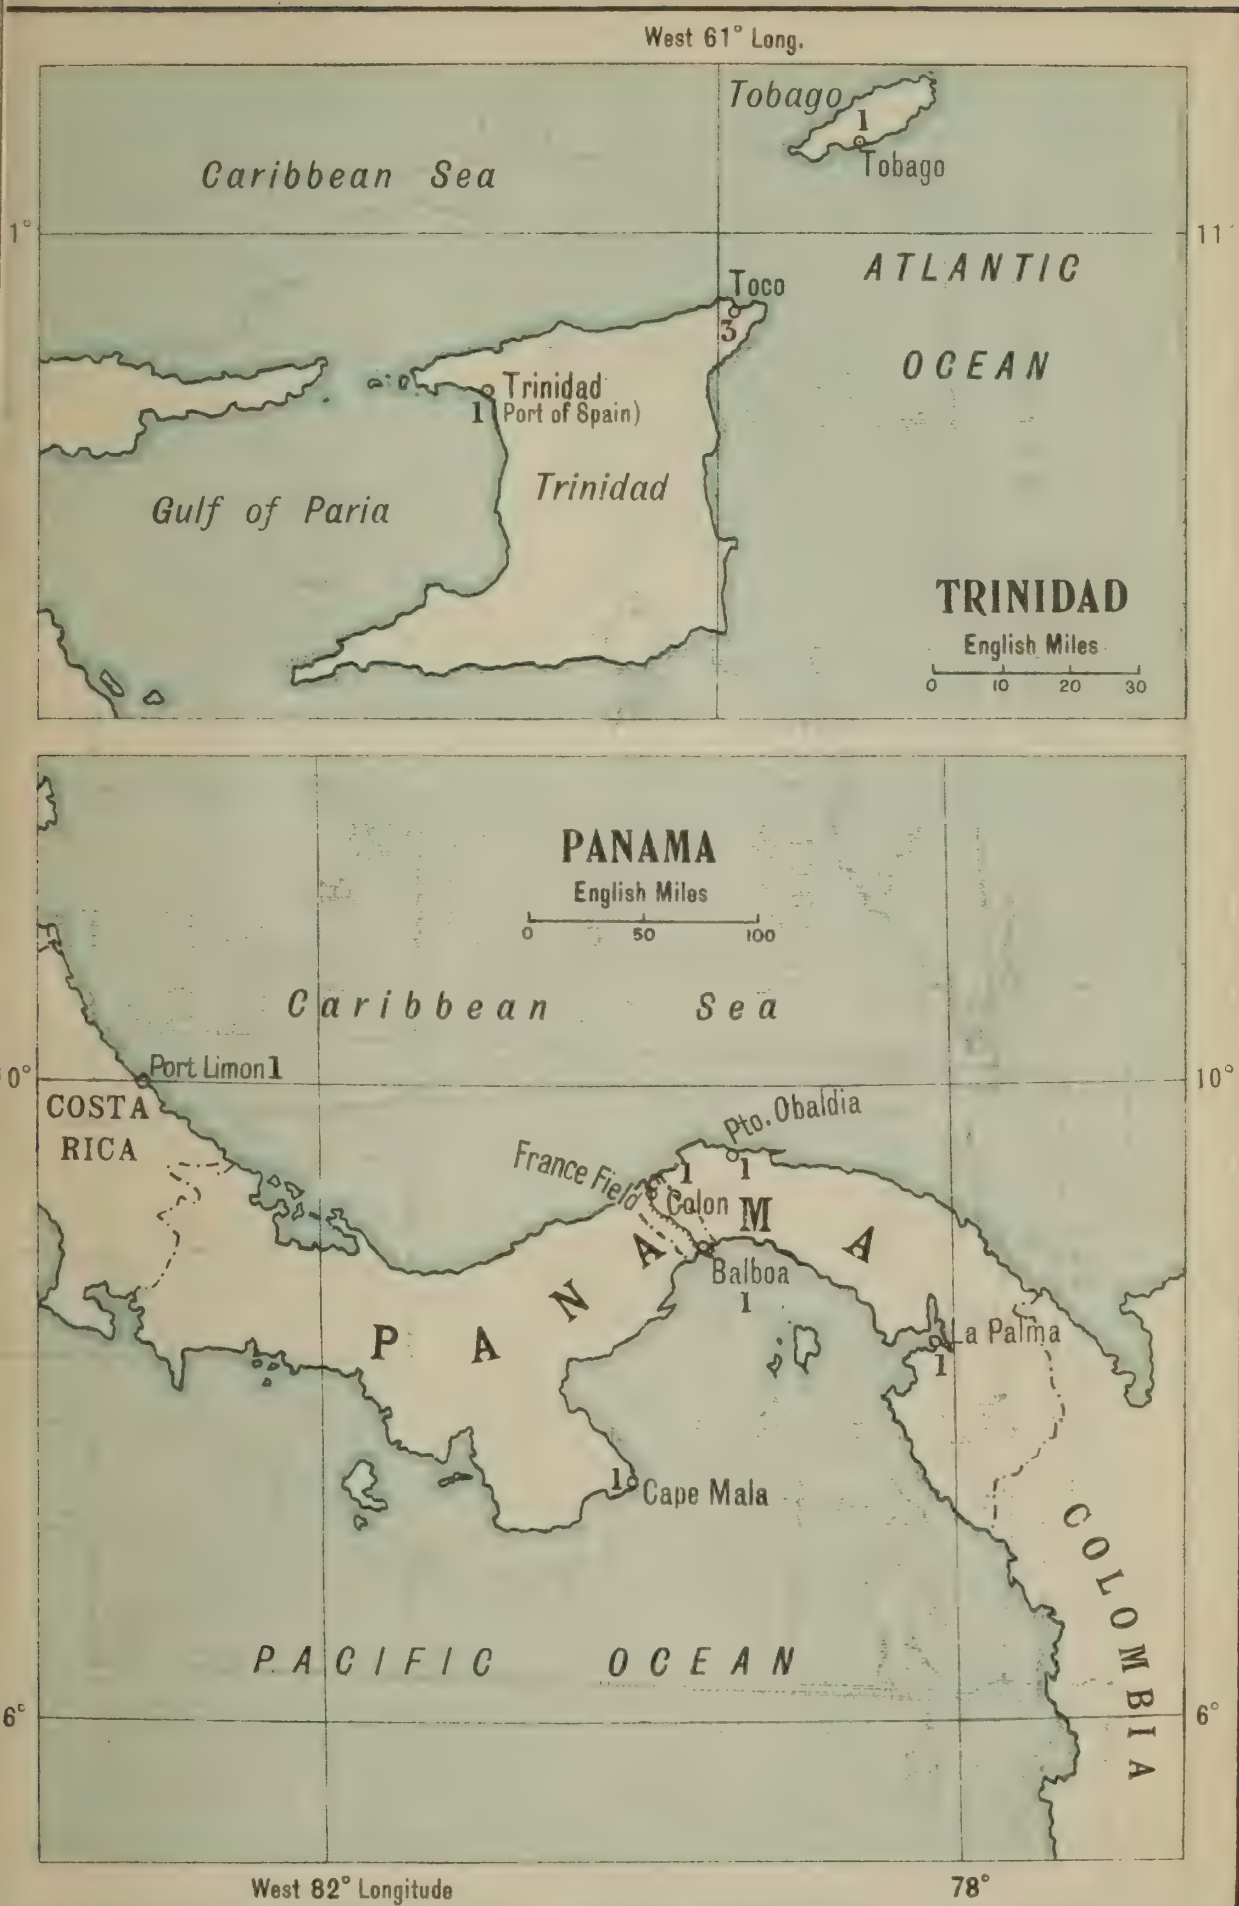 West 61° Long.
Tobago
1
Tobago
Caribbean Sea
1°
11
ATLANTIC
OCEAN
Toco
3
Trinidad
1 (Port of Spain)
Trinidad
Gulf of Paria
TRINIDAD
English Miles
0 10 20 30
PANAMA
English Miles
0 50 100
Caribbean Sea
Port Limon 1
0°
10°
COSTA
RICA
Pto. Obaldia
1
France Field
1
Colon
PANAMA
Balboa
1
La Palma
1
1 Cape Mala
COLOMBIA
PACIFIC OCEAN
6°
6°
West 82° Longitude
78°